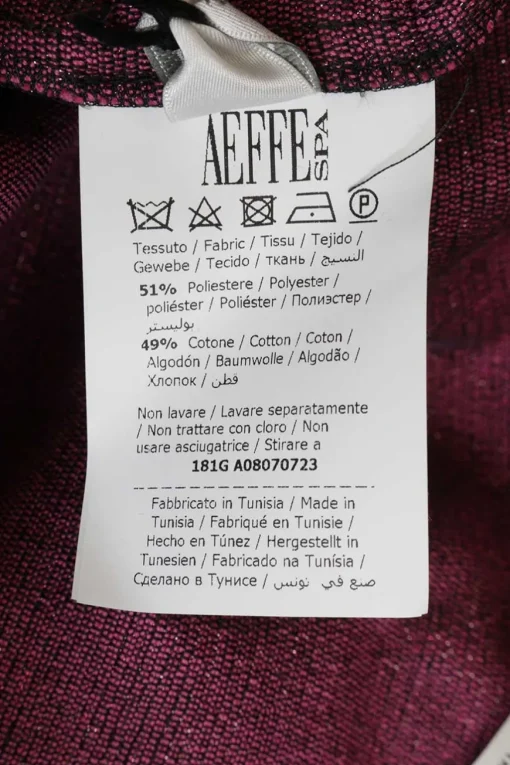 AEFFE SPA
P
Tessuto / Fabric / Tissu / Tejido /
Gewebe / Tecido / ткань / النسيج
51% Poliestere / Polyester /
poliéster / Poliéster / Полиэстер /
بوليستر
49% Cotone / Cotton / Coton /
Algodón / Baumwolle / Algodão /
Хлопок / قطن
Non lavare / Lavare separatamente
/ Non trattare con cloro / Non
usare asciugatrice / Stirare a
181G A08070723
Fabbricato in Tunisia / Made in
Tunisia / Fabriqué en Tunisie /
Hecho en Túnez / Hergestellt in
Tunesien / Fabricado na Tunísia /
Сделано в Тунисе / صنع في تونس